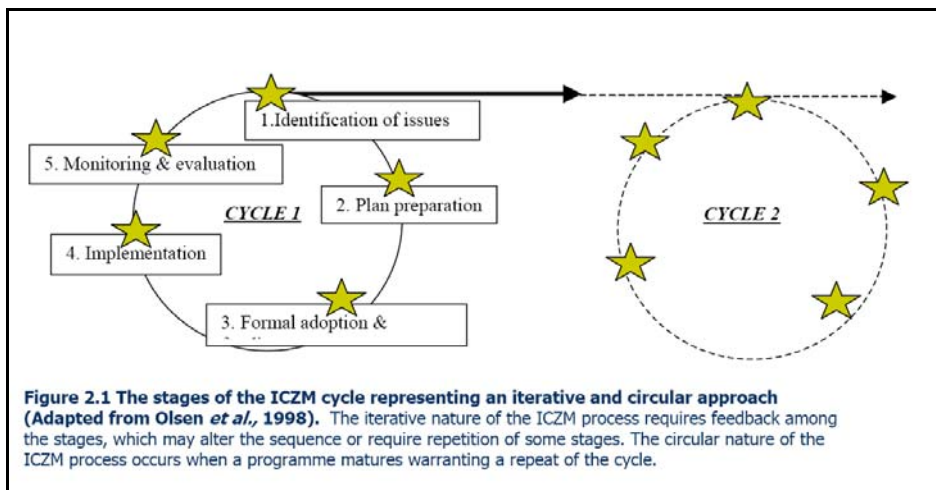 1.Identification of issues
5. Monitoring & evaluation
2. Plan preparation
CYCLE 1
CYCLE 2
4. Implementation
3. Formal adoption &
Figure 2.1 The stages of the ICZM cycle representing an iterative and circular approach
(Adapted from Olsen et al., 1998). The iterative nature of the ICZM process requires feedback among
the stages, which may alter the sequence or require repetition of some stages. The circular nature of the
ICZM process occurs when a programme matures warranting a repeat of the cycle.